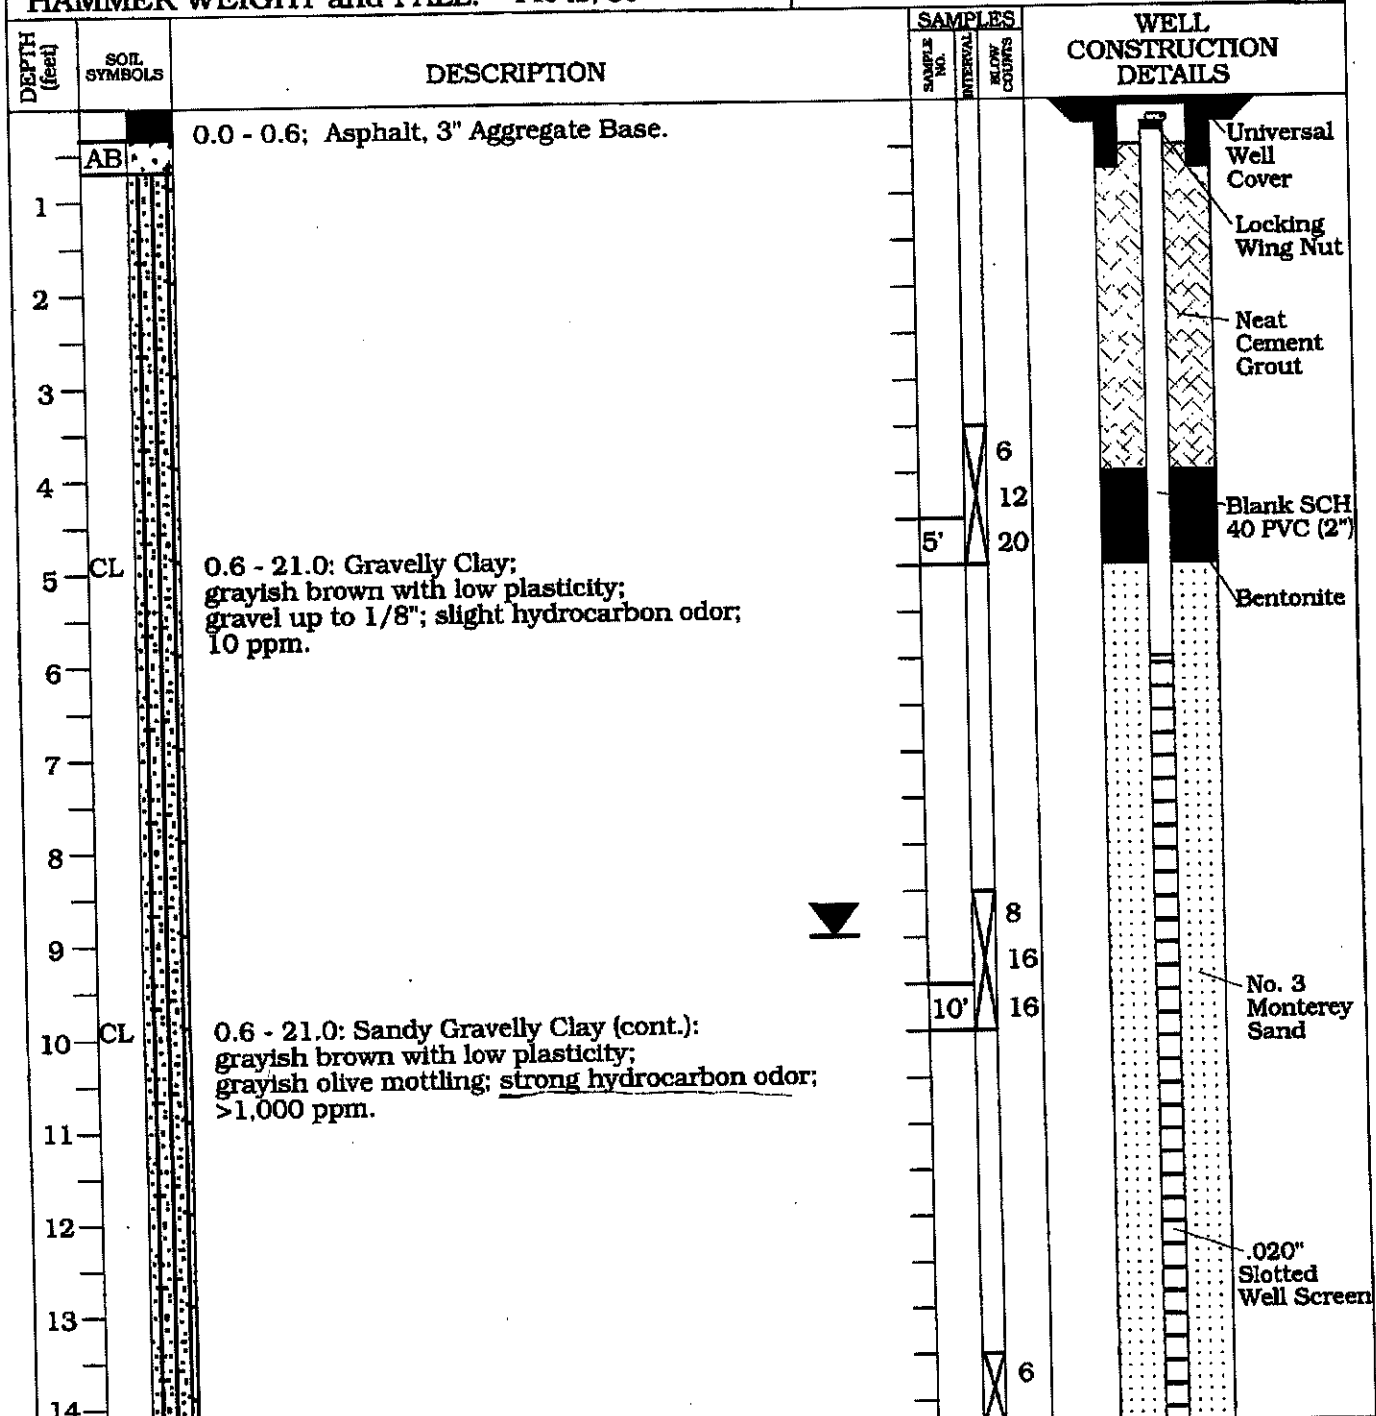 HAMMER WEIGHT and FALL:
DEPTH (feet)
SOIL
SYMBOLS
DESCRIPTION
SAMPLES
SAMPLE NO.
INTERVAL
BLOW COUNTS
WELL
CONSTRUCTION
DETAILS
0.0 - 0.6; Asphalt, 3" Aggregate Base.
AB
Universal
Well
Cover
Locking
Wing Nut
1
2
Neat
Cement
Grout
3
6
4
12
Blank SCH
40 PVC (2")
5'
20
5
CL
0.6 - 21.0: Gravelly Clay;
grayish brown with low plasticity;
gravel up to 1/8"; slight hydrocarbon odor;
10 ppm.
Bentonite
6
7
8
8
9
16
No. 3
Monterey
Sand
10'
16
10
CL
0.6 - 21.0: Sandy Gravelly Clay (cont.):
grayish brown with low plasticity;
grayish olive mottling; strong hydrocarbon odor;
>1,000 ppm.
11
12
.020"
Slotted
Well Screen
13
6
14